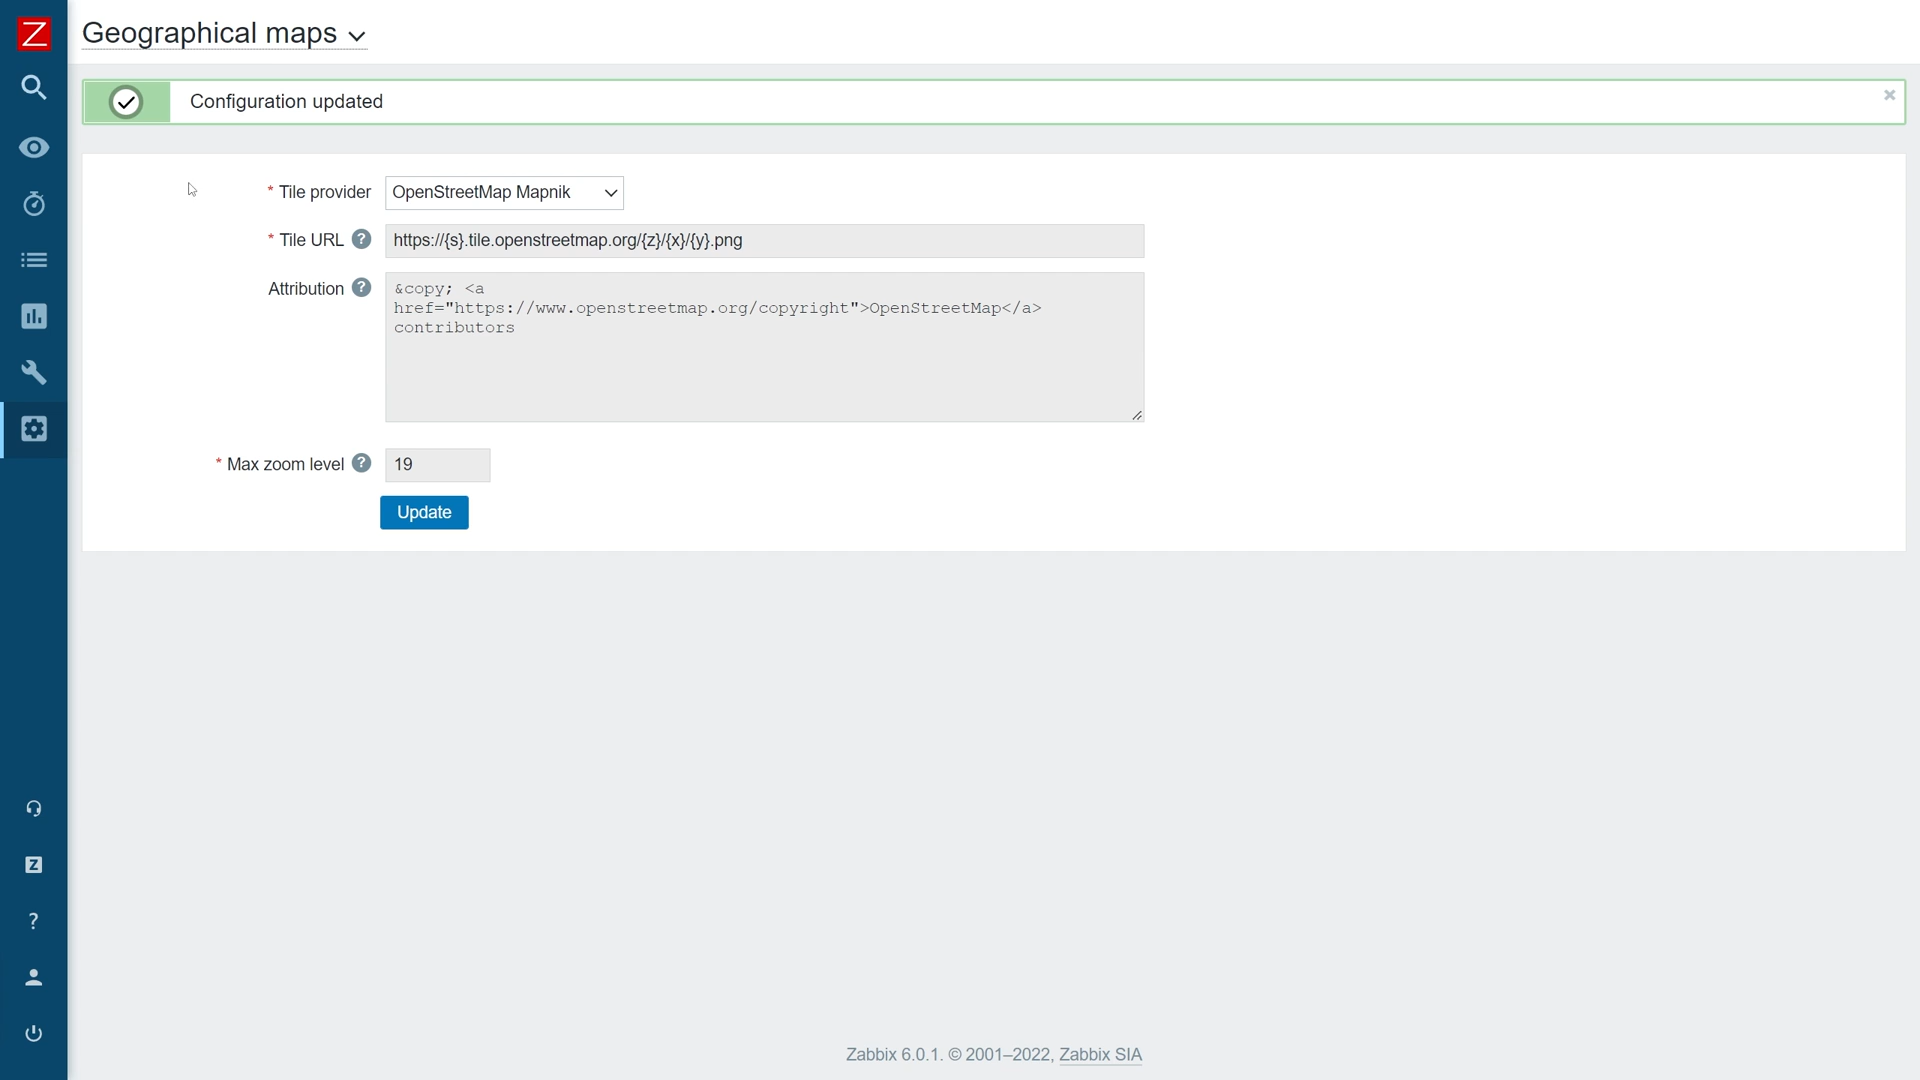 Z
Geographical maps
Configuration updated
* Tile provider OpenStreetMap Mapnik
* Tile URL ? https://{s}.tile.openstreetmap.org/{z}/{x}/{y}.png
Attribution ? &copy; <a
href="https://www.openstreetmap.org/copyright">OpenStreetMap</a>
contributors
* Max zoom level ? 19
Update
Z
?
Zabbix 6.0.1. © 2001–2022, Zabbix SIA